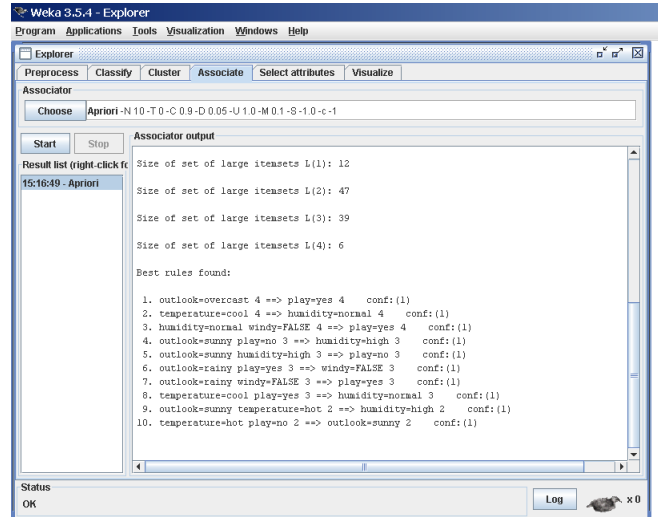 Weka 3.5.4 - Explorer
Program Applications Tools Visualization Windows Help
Explorer
Preprocess Classify Cluster Associate Select attributes Visualize
Associator
Choose Apriori -N 10 -T 0 -C 0.9 -D 0.05 -U 1.0 -M 0.1 -S -1.0 -c -1
Start Stop
Associator output
Result list (right-click fo
15:16:49 - Apriori
Size of set of large itemsets L(1): 12
Size of set of large itemsets L(2): 47
Size of set of large itemsets L(3): 39
Size of set of large itemsets L(4): 6
Best rules found:
1. outlook=overcast 4 ==> play=yes 4 conf:(1)
2. temperature=cool 4 ==> humidity=normal 4 conf:(1)
3. humidity=normal windy=FALSE 4 ==> play=yes 4 conf:(1)
4. outlook=sunny play=no 3 ==> humidity=high 3 conf:(1)
5. outlook=sunny humidity=high 3 ==> play=no 3 conf:(1)
6. outlook=rainy play=yes 3 ==> windy=FALSE 3 conf:(1)
7. outlook=rainy windy=FALSE 3 ==> play=yes 3 conf:(1)
8. temperature=cool play=yes 3 ==> humidity=normal 3 conf:(1)
9. outlook=sunny temperature=hot 2 ==> humidity=high 2 conf:(1)
10. temperature=hot play=no 2 ==> outlook=sunny 2 conf:(1)
Status
OK
Log
x 0